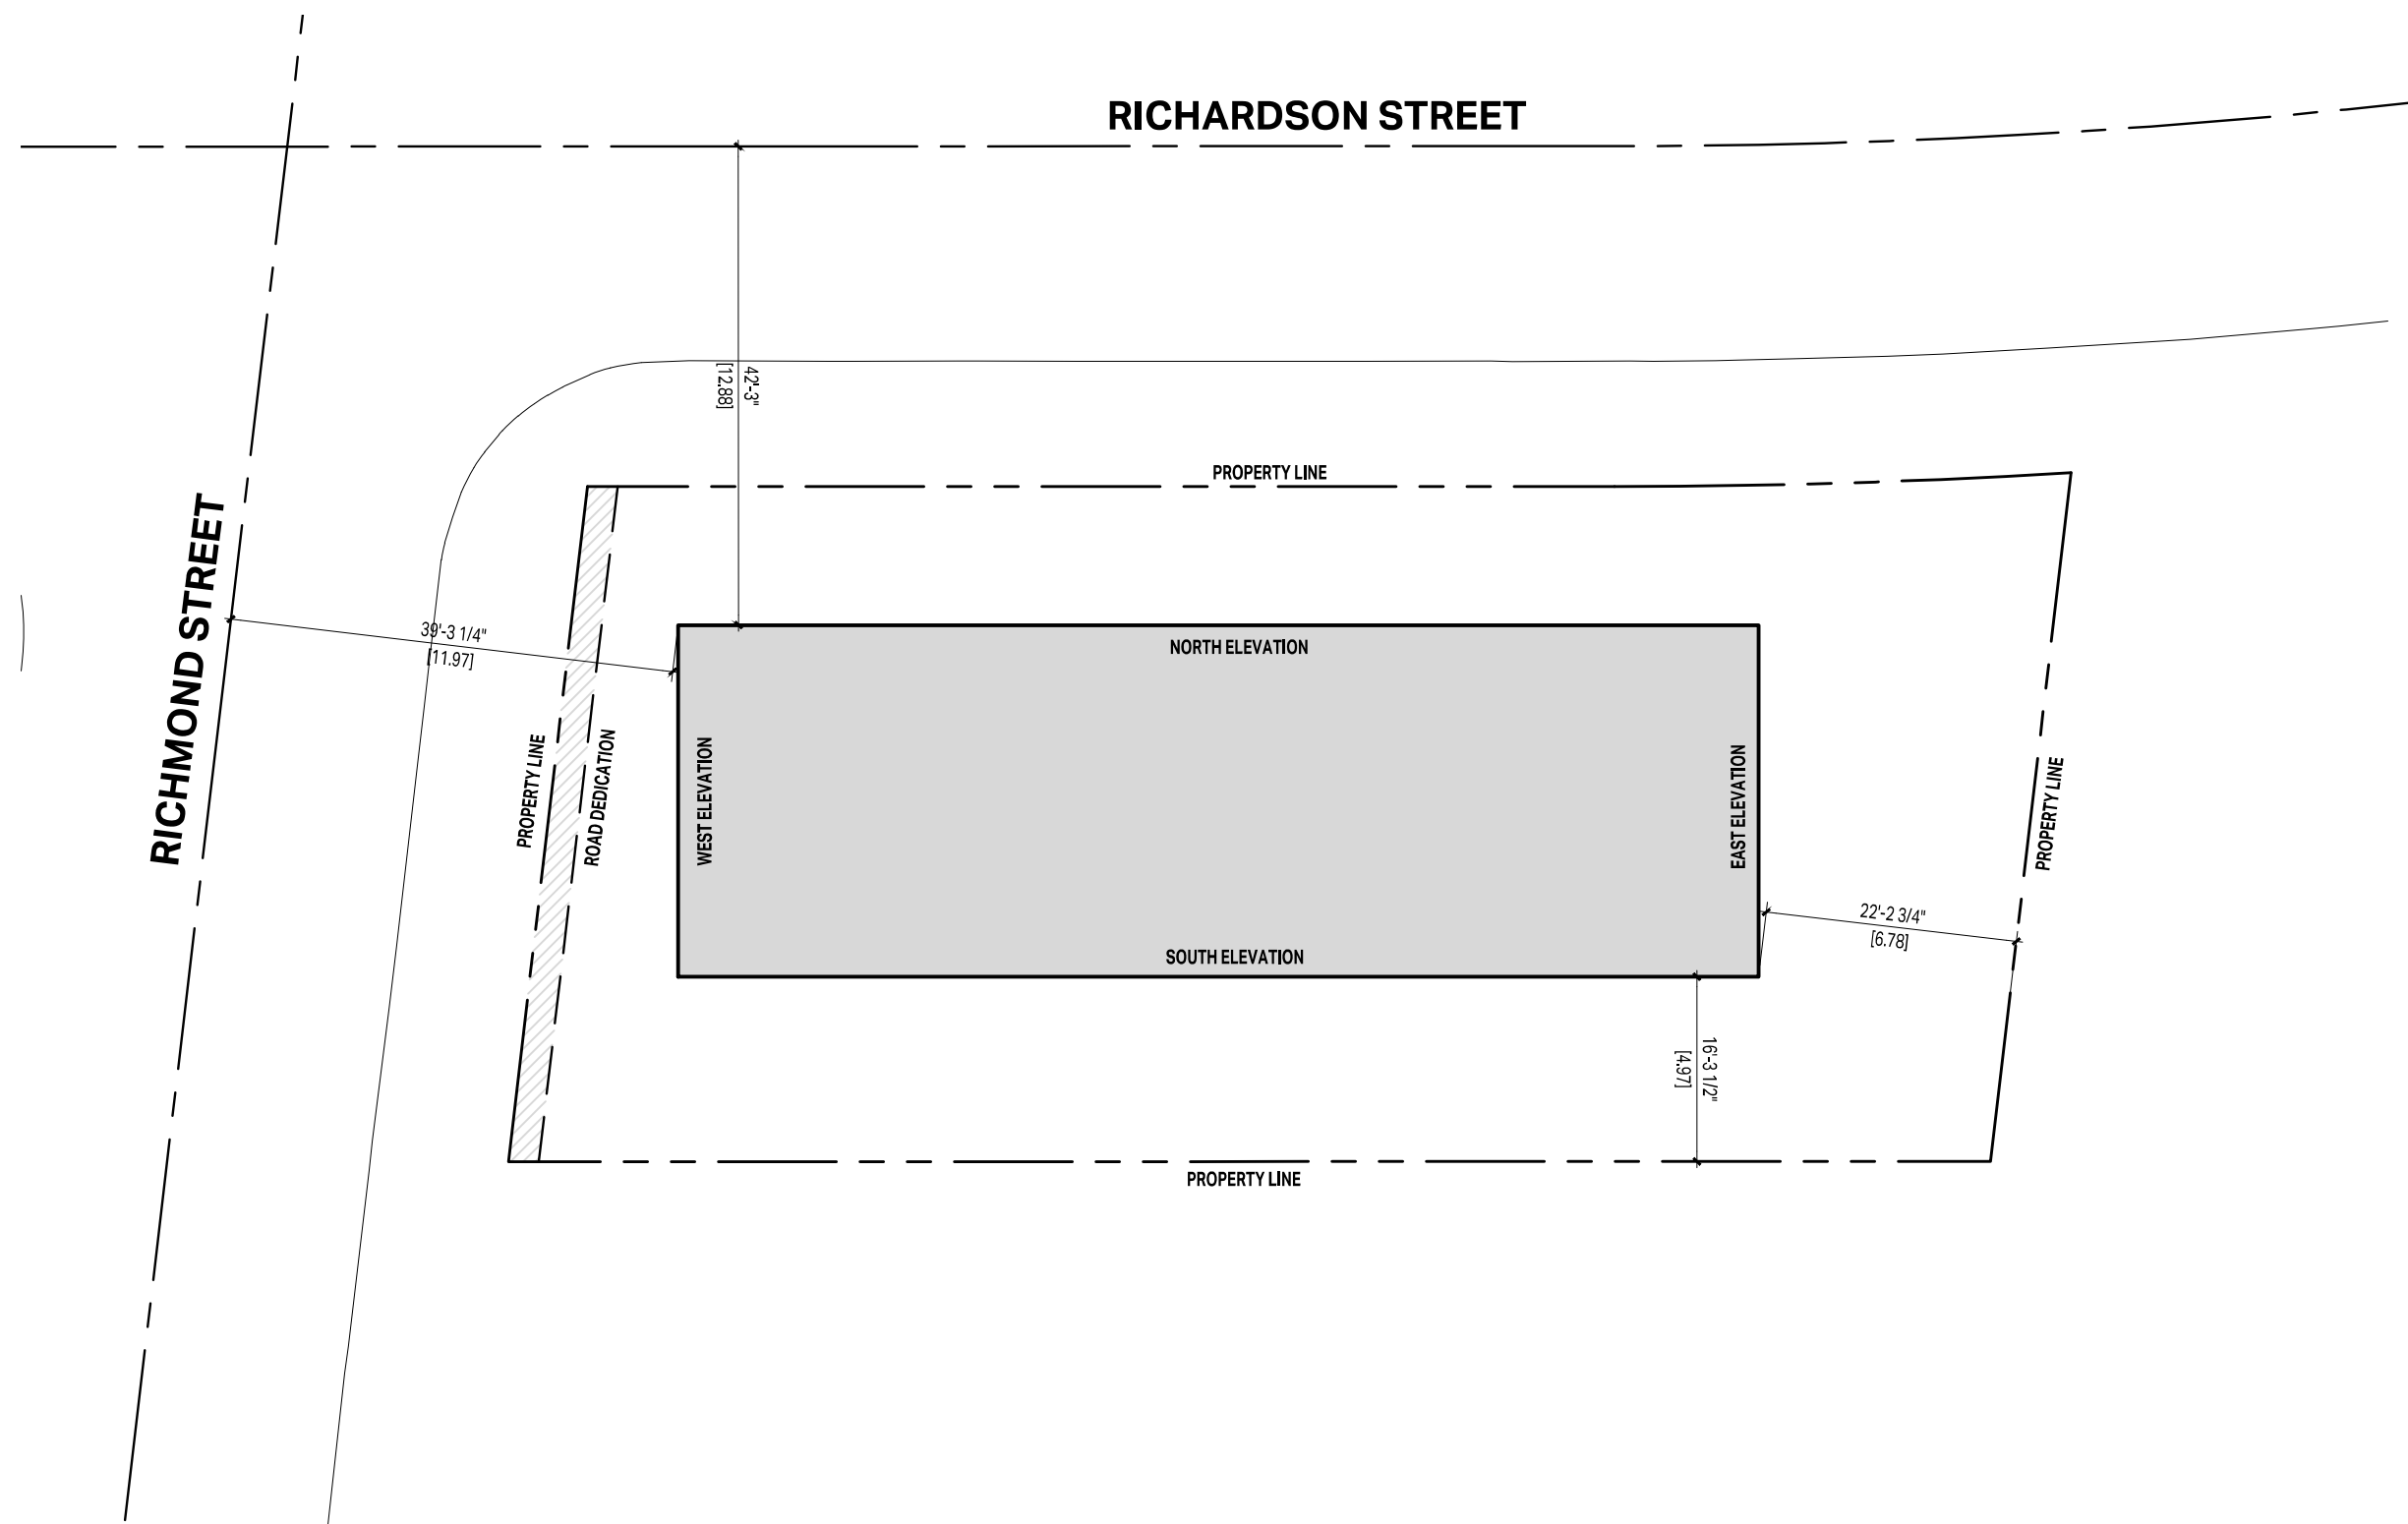 RICHARDSON STREET
42'-3"
[12.88]
PROPERTY LINE
RICHMOND STREET
39'-3 1/4"
[11.97]
NORTH ELEVATION
PROPERTY LINE
ROAD DEDICATION
WEST ELEVATION
EAST ELEVATION
PROPERTY LINE
22'-2 3/4"
[6.78]
SOUTH ELEVATION
16'-3 1/2"
[4.97]
PROPERTY LINE